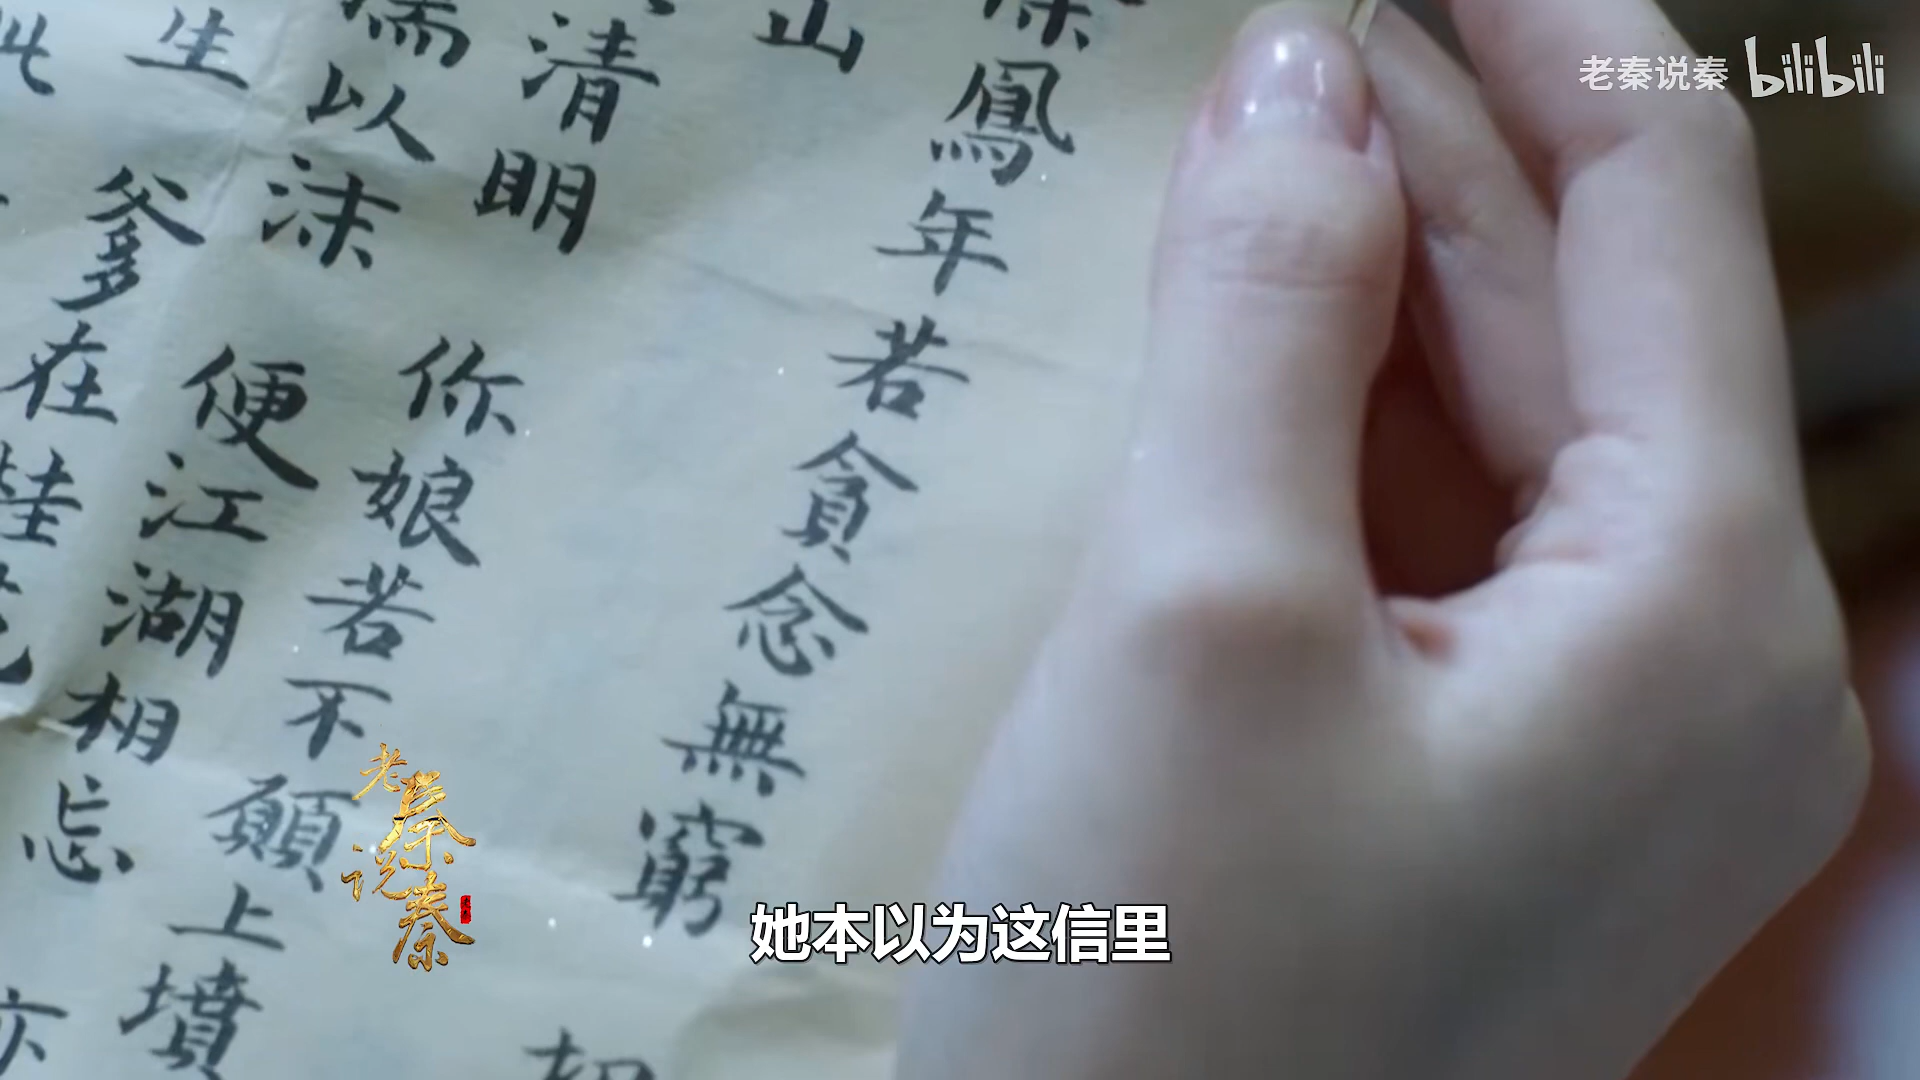 老秦说秦 bilibili
鳳年若貪念無窮
山
清明 你娘若不願上墳
濡以沫 便江湖相忘
生 爹在桂
老秦说秦
她本以为这信里